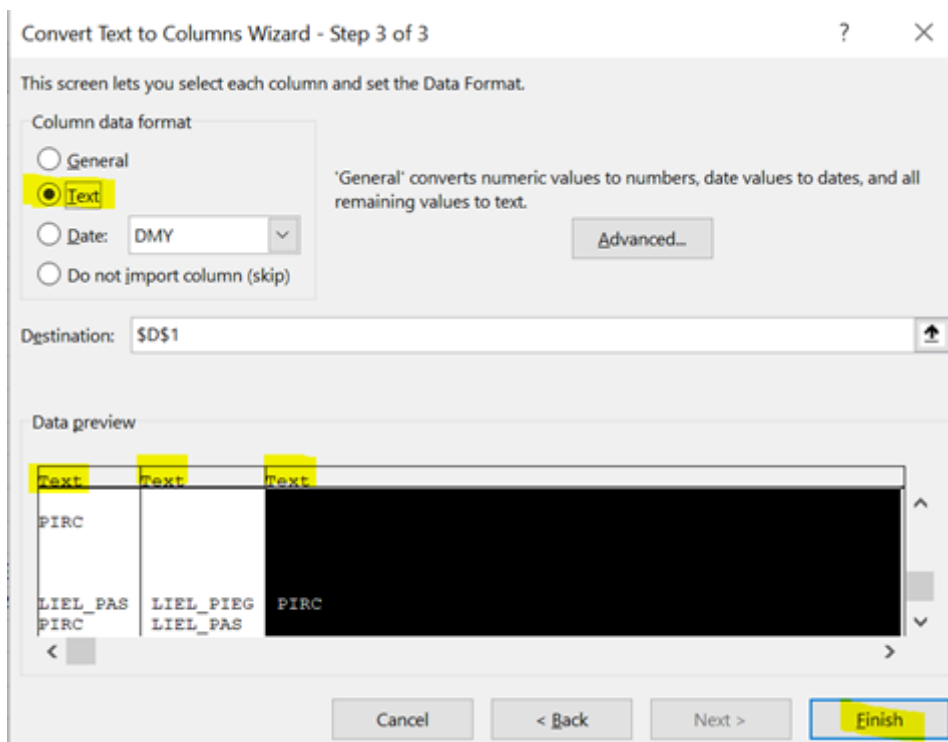 Convert Text to Columns Wizard - Step 3 of 3 ?
This screen lets you select each column and set the Data Format.
Column data format
General
Text
Date: DMY
Do not import column (skip)
'General' converts numeric values to numbers, date values to dates, and all
remaining values to text.
Advanced...
Destination: $D$1
Data preview
Text Text Text
PIRC
LIEL_PAS LIEL_PIEG PIRC
PIRC LIEL_PAS
Cancel < Back Next > Finish